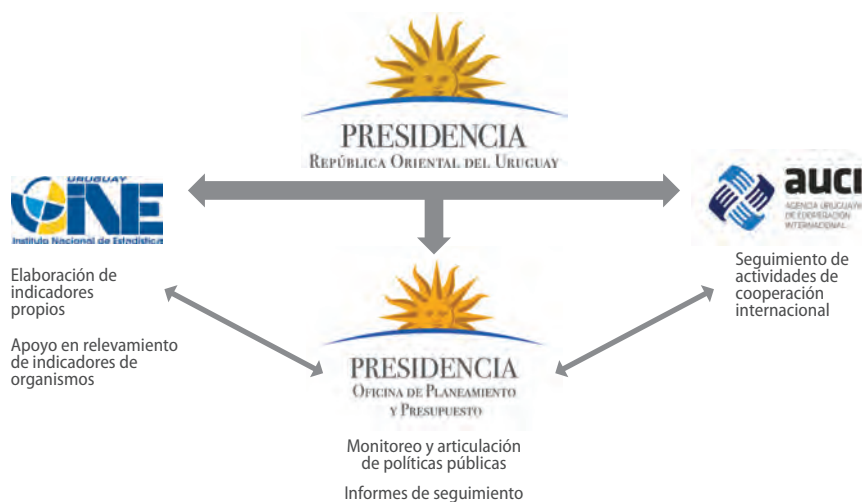 PRESIDENCIA
REPÚBLICA ORIENTAL DEL URUGUAY
URUGUAY
INE
Instituto Nacional de Estadística
Elaboración de
indicadores
propios
Apoyo en relevamiento
de indicadores de
organismos
auci
AGENCIA URUGUAYA
DE COOPERACIÓN
INTERNACIONAL
Seguimiento de
actividades de
cooperación
internacional
PRESIDENCIA
OFICINA DE PLANEAMIENTO
Y PRESUPUESTO
Monitoreo y articulación
de políticas públicas
Informes de seguimiento